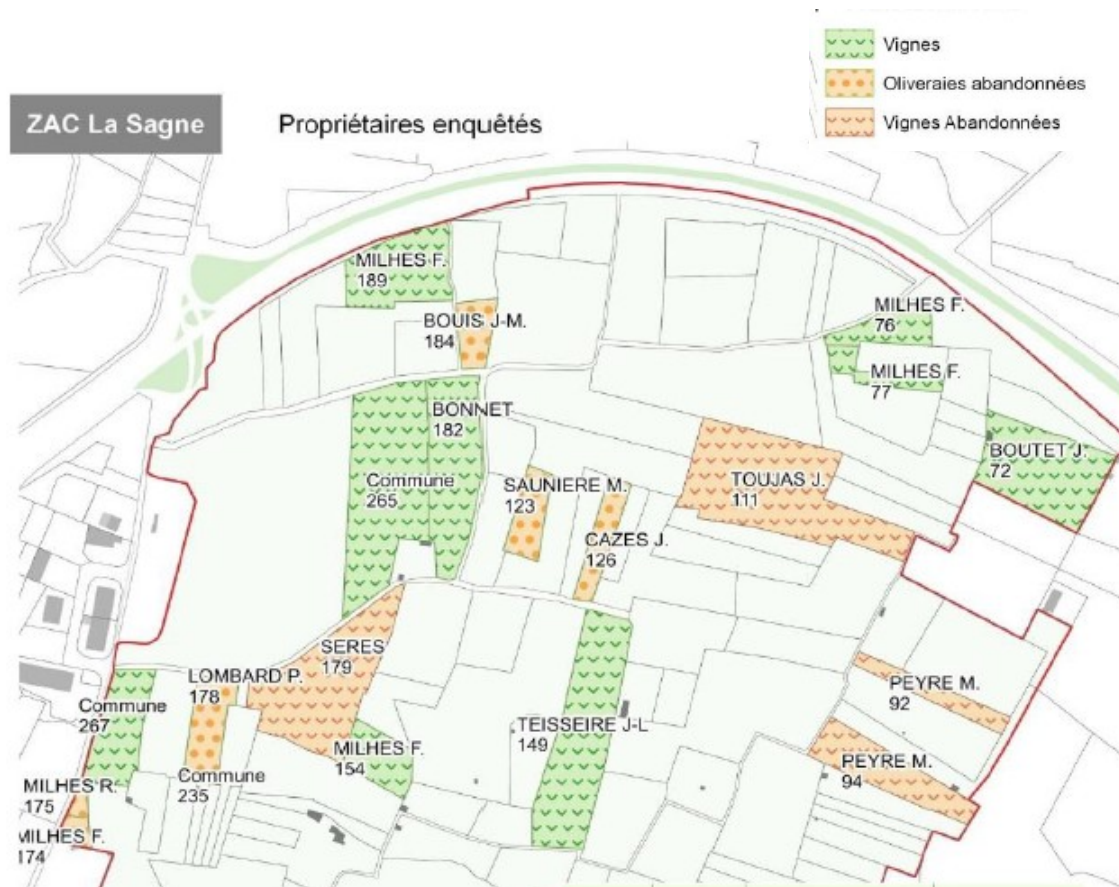 Vignes
Oliveraies abandonnées
Vignes Abandonnées
ZAC La Sagne
Propriétaires enquêtés
MILHES F.
189
BOUIS J-M.
184
MILHES F.
76
MILHES F.
77
BONNET
182
Commune
265
SAUNIERE M.
123
CAZES J.
126
TOUJAS J.
111
BOUTET J.
72
SERES
179
LOMBARD P.
178
Commune
267
MILHES F.
154
TEISSEIRE J-L
149
PEYRE M.
92
PEYRE M.
94
Commune
235
MILHES R.
175
MILHES F.
174